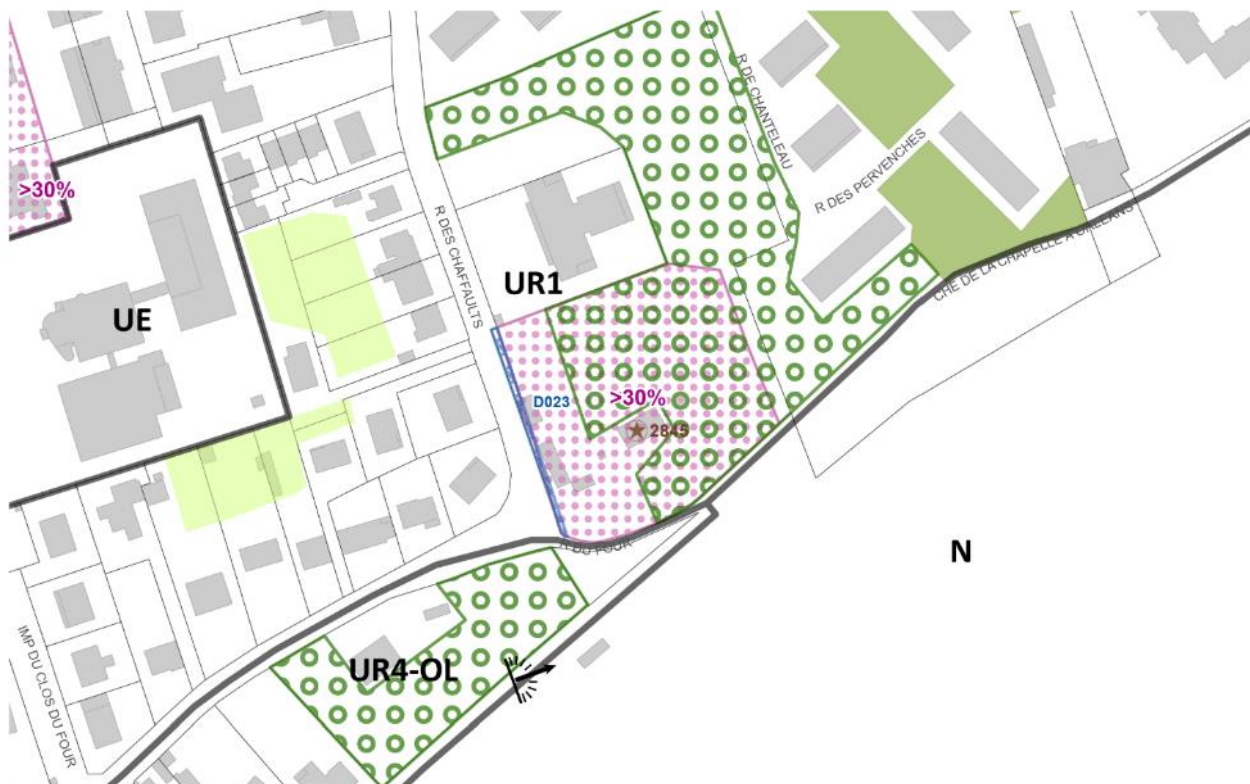 R DE CHANTELEAU
R DES PERVENCHES
>30%
R DES CHAFFAULTS
CHE DE LA CHAPELLE A ORLEANS
UR1
UE
D023
>30%
2845
R DU FOUR
N
IMP DU CLOS DU FOUR
UR4-OL